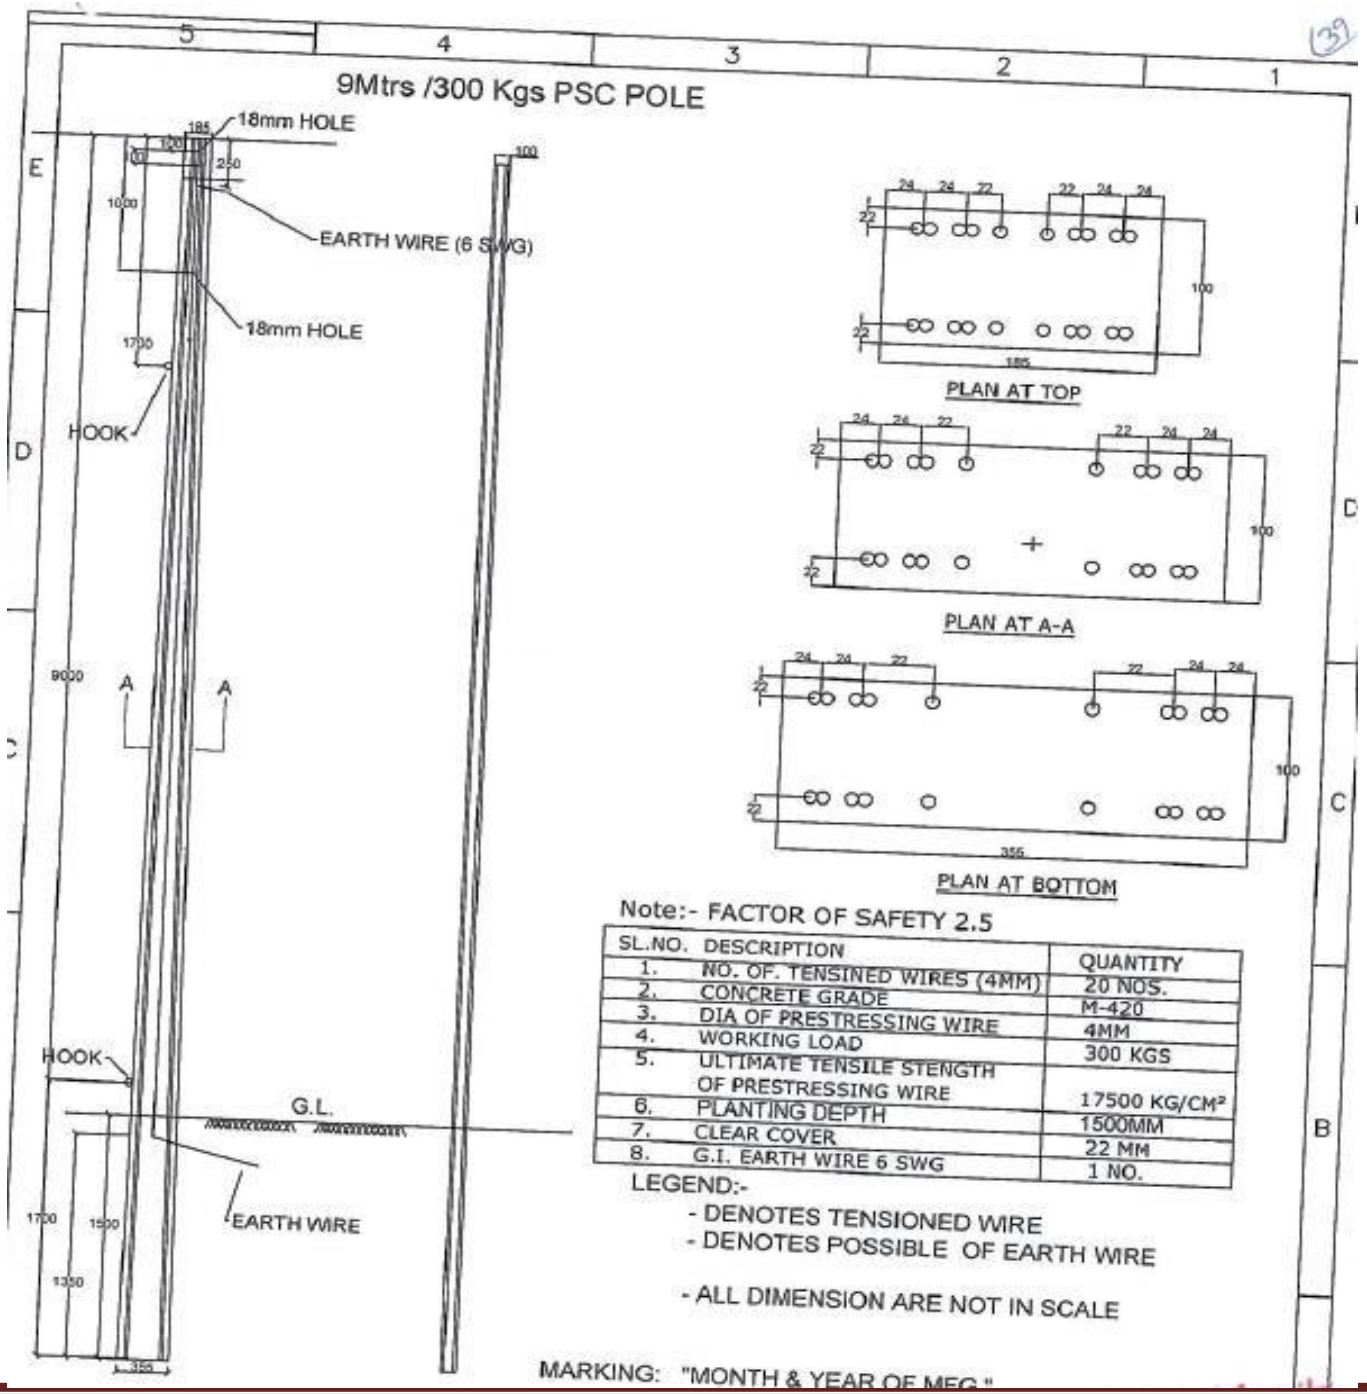 (39)
5 4 3 2 1
9Mtrs /300 Kgs PSC POLE
185
18mm HOLE
100
100
250
100
E
1000
EARTH WIRE (6 SWG)
18mm HOLE
1700
HOOK
D
24 24 22 22 24 24
22
100
22
185
PLAN AT TOP
24 24 22 22 24 24
22
D
100
22
PLAN AT A-A
9000
A A
24 24 22 22 24 24
22
100
22
C
355
PLAN AT BOTTOM
Note:- FACTOR OF SAFETY 2.5
SL.NO. DESCRIPTION QUANTITY
1. NO. OF. TENSINED WIRES (4MM) 20 NOS.
2. CONCRETE GRADE M-420
3. DIA OF PRESTRESSING WIRE 4MM
4. WORKING LOAD 300 KGS
5. ULTIMATE TENSILE STENGTH
OF PRESTRESSING WIRE 17500 KG/CM²
6. PLANTING DEPTH 1500MM
7. CLEAR COVER 22 MM
8. G.I. EARTH WIRE 6 SWG 1 NO.
HOOK
G.L.
B
EARTH WIRE
1700
1500
1350
355
LEGEND:-
- DENOTES TENSIONED WIRE
- DENOTES POSSIBLE OF EARTH WIRE
- ALL DIMENSION ARE NOT IN SCALE
MARKING: "MONTH & YEAR OF MFG."